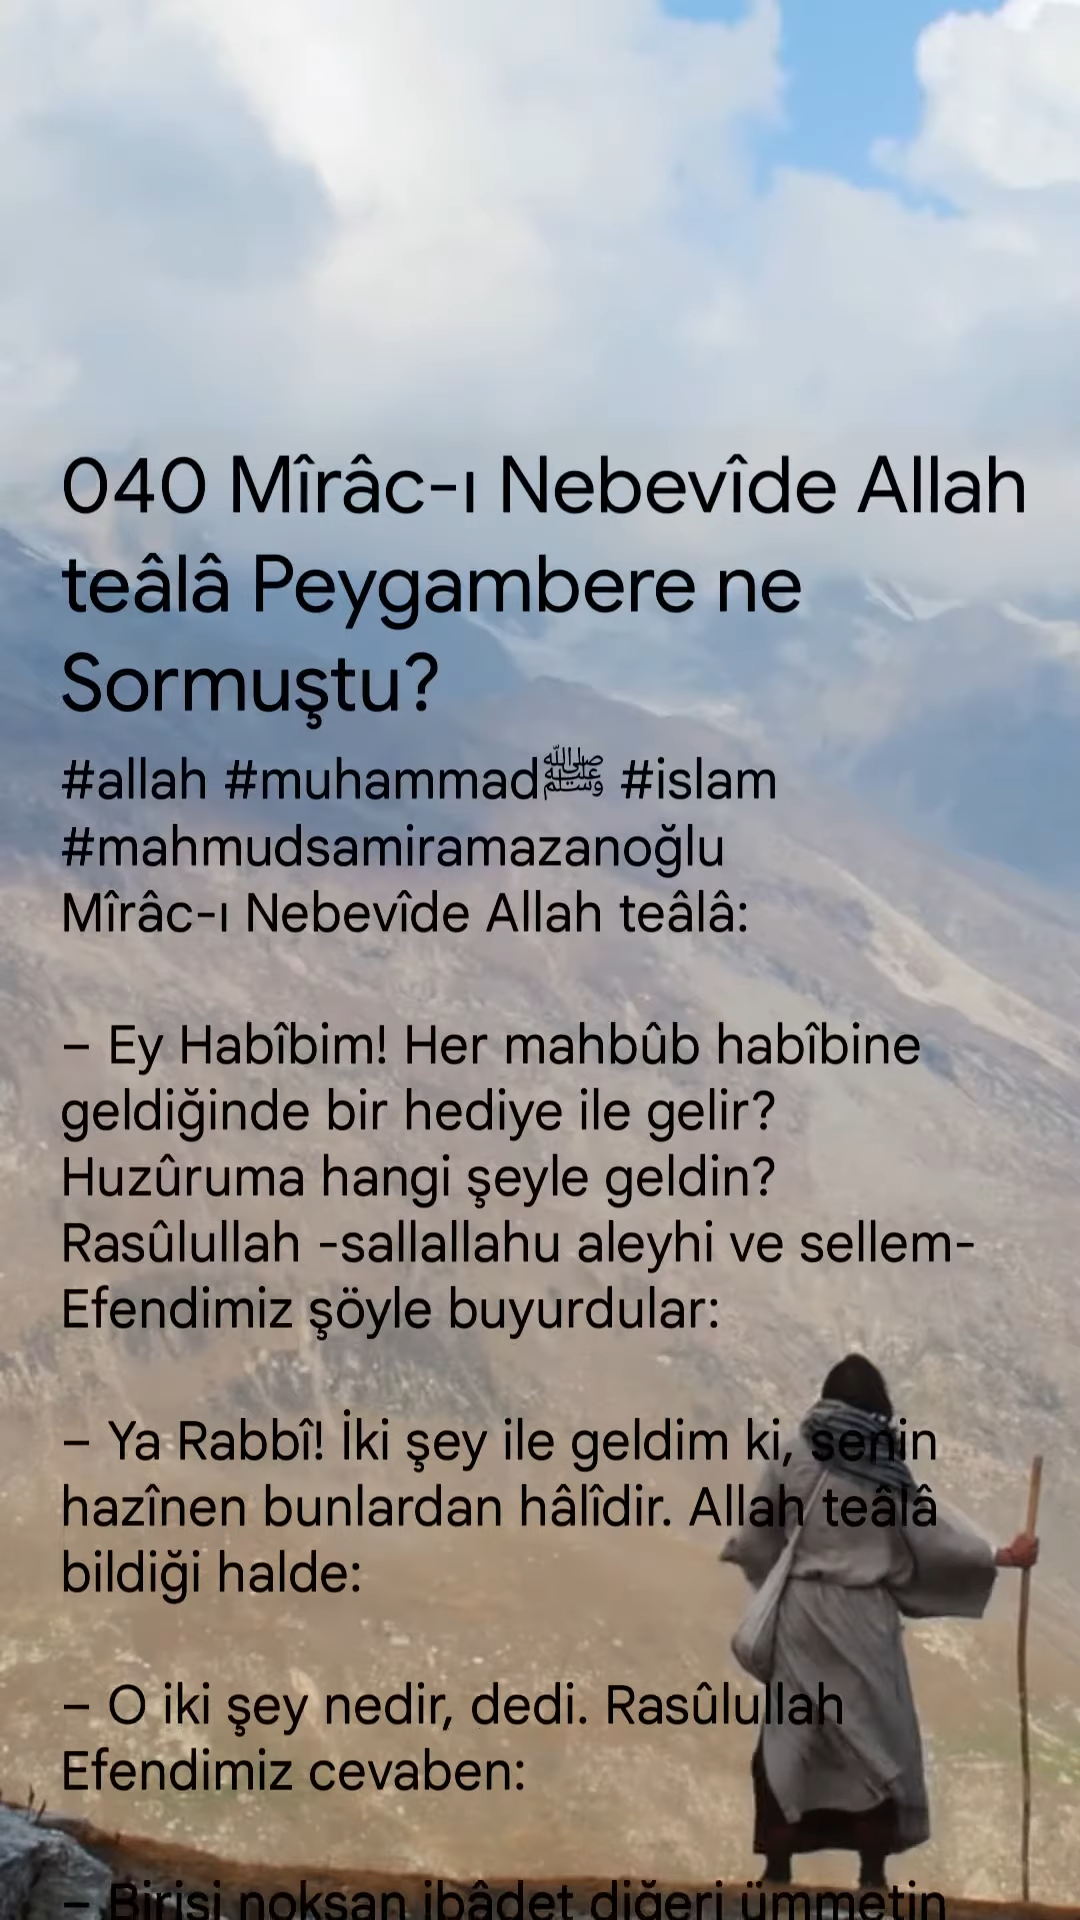 040 Mîrâc-ı Nebevîde Allah
teâlâ Peygambere ne
Sormuştu?
#allah #muhammadﷺ #islam
#mahmudsamiramazanoğlu
Mîrâc-ı Nebevîde Allah teâlâ:
– Ey Habîbim! Her mahbûb habîbine
geldiğinde bir hediye ile gelir?
Huzûruma hangi şeyle geldin?
Rasûlullah -sallallahu aleyhi ve sellem-
Efendimiz şöyle buyurdular:
– Ya Rabbî! İki şey ile geldim ki, senin
hazînen bunlardan hâlîdir. Allah teâlâ
bildiği halde:
– O iki şey nedir, dedi. Rasûlullah
Efendimiz cevaben:
– Birisi noksan ibâdet diğeri ümmetin